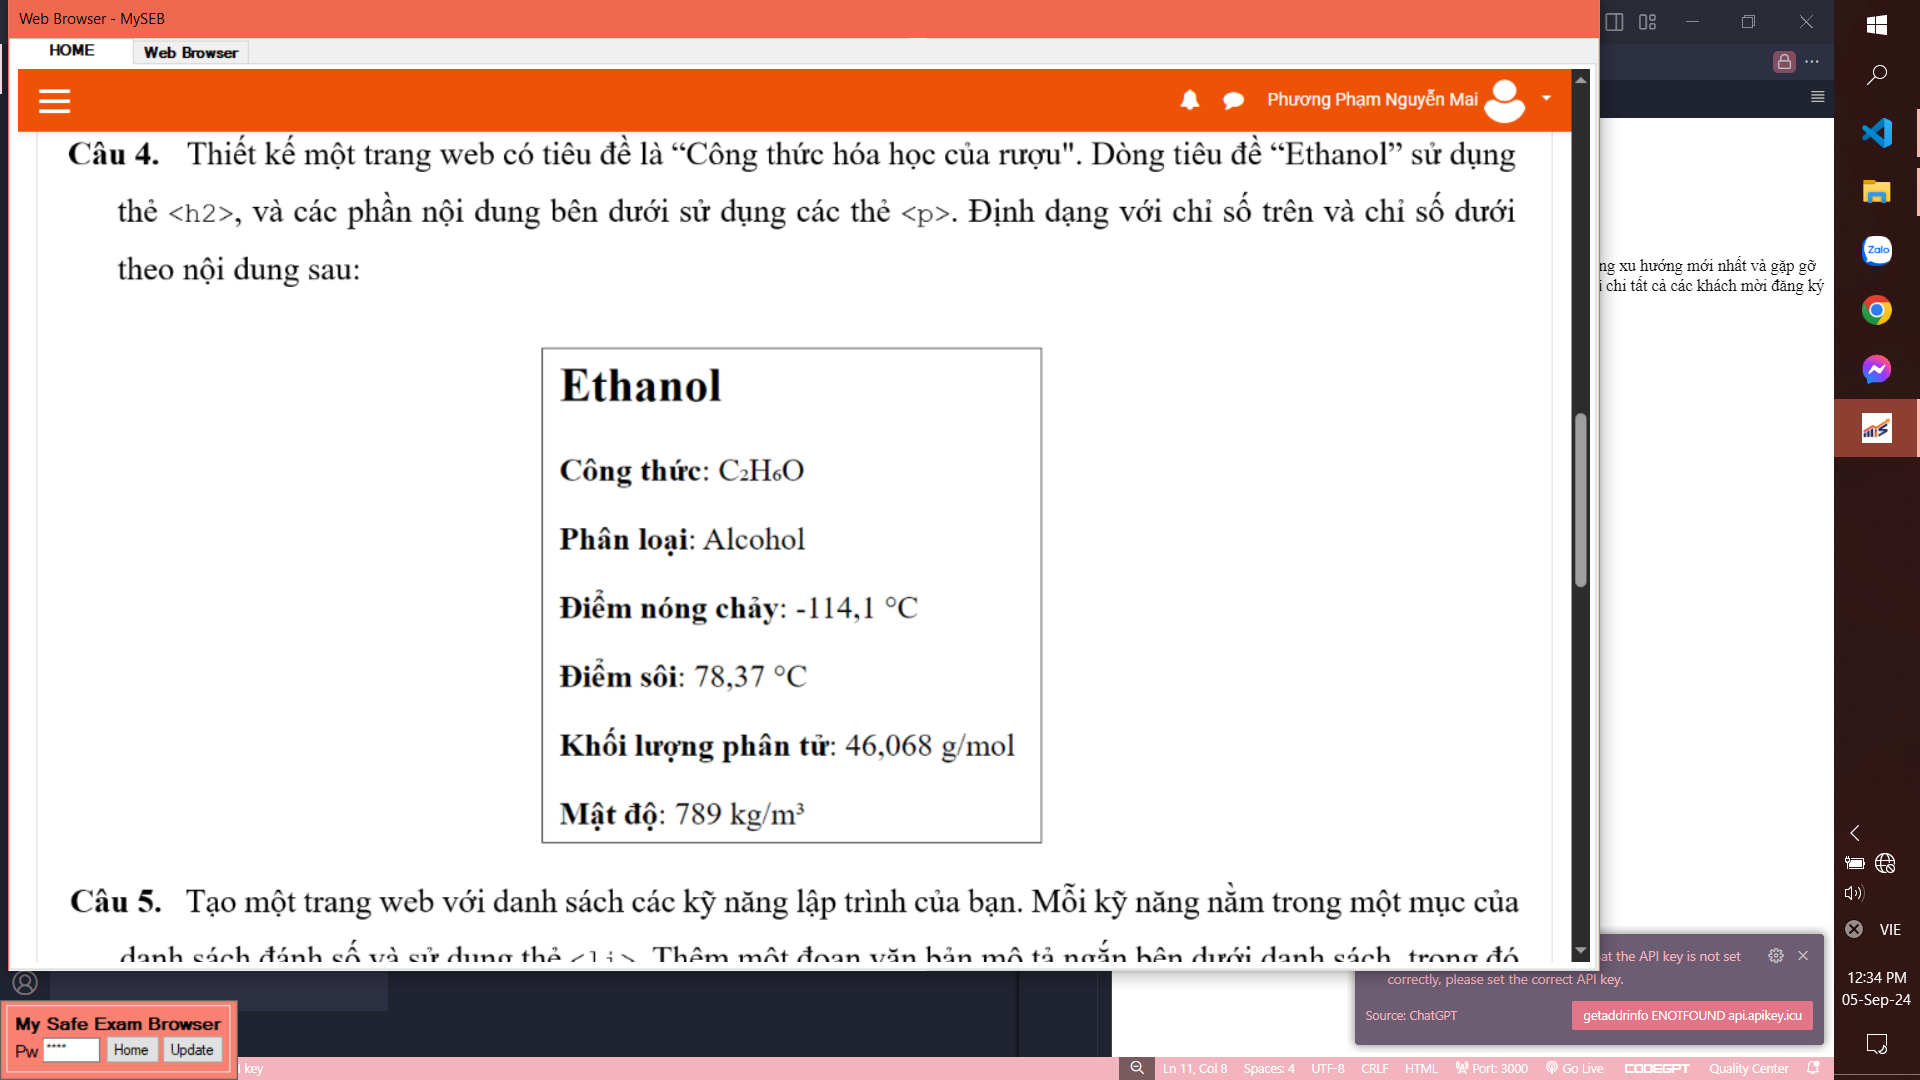 Web Browser - MySEB
HOME
Web Browser
Phương Phạm Nguyễn Mai
Câu 4. Thiết kế một trang web có tiêu đề là “Công thức hóa học của rượu". Dòng tiêu đề “Ethanol” sử dụng
thẻ <h2>, và các phần nội dung bên dưới sử dụng các thẻ <p>. Định dạng với chỉ số trên và chỉ số dưới
theo nội dung sau:
Ethanol
Công thức: C₂H₆O
Phân loại: Alcohol
Điểm nóng chảy: -114,1 °C
Điểm sôi: 78,37 °C
Khối lượng phân tử: 46,068 g/mol
Mật độ: 789 kg/m³
Câu 5. Tạo một trang web với danh sách các kỹ năng lập trình của bạn. Mỗi kỹ năng nằm trong một mục của
danh sách đánh số và sử dụng thẻ <li>. Thêm một đoạn văn bản mô tả ngắn bên dưới danh sách, trong đó
ng xu hướng mới nhất và gặp gỡ
i chi tất cả các khách mời đăng ký
Zalo
VIE
12:34 PM
05-Sep-24
at the API key is not set
correctly, please set the correct API key.
Source: ChatGPT
getaddrinfo ENOTFOUND api.apikey.icu
My Safe Exam Browser
Pw **** Home Update
key
Ln 11, Col 8 Spaces: 4 UTF-8 CRLF HTML Port: 3000 Go Live CODEGPT Quality Center